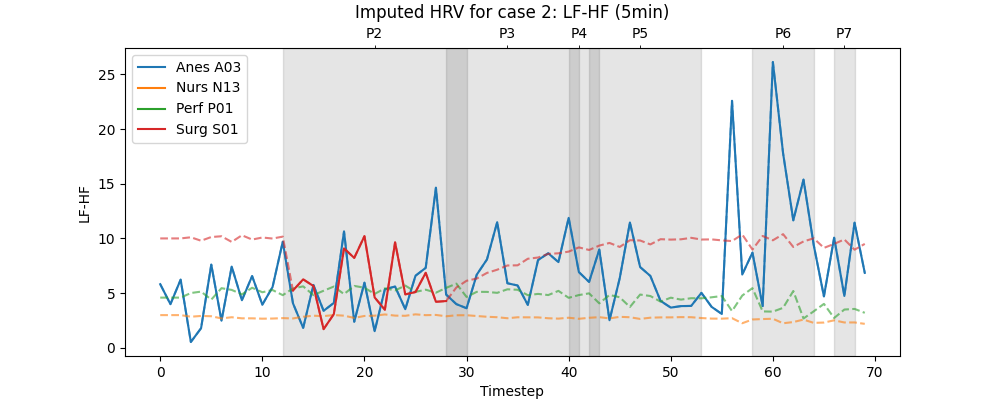 Imputed HRV for case 2: LF-HF (5min)
P2 P3 P4 P5 P6 P7
Anes A03
Nurs N13
Perf P01
Surg S01
25
20
15
10
5
0
LF-HF
0 10 20 30 40 50 60 70
Timestep